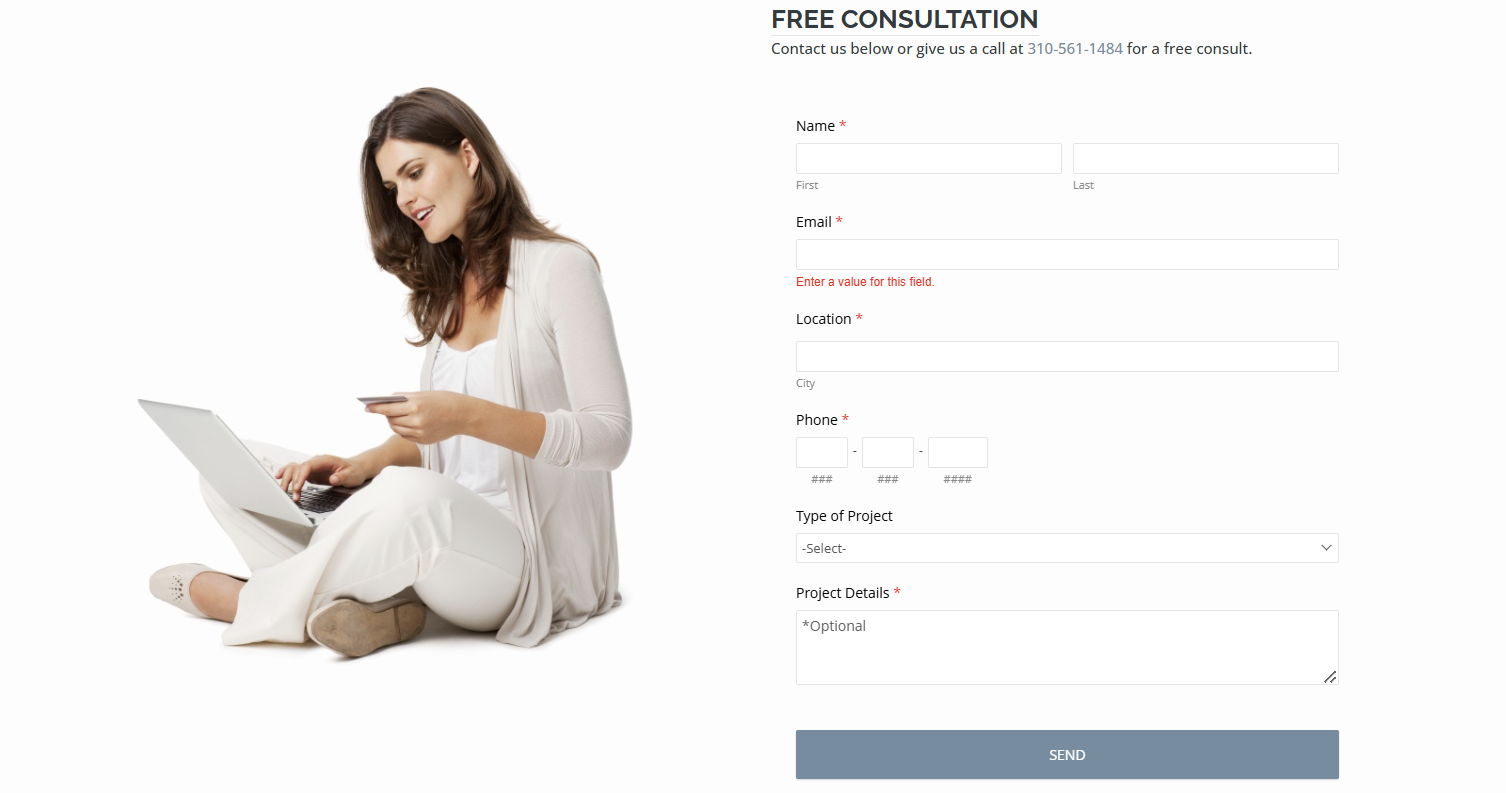 FREE CONSULTATION
Contact us below or give us a call at 310-561-1484 for a free consult.
Name *
First Last
Email *
Enter a value for this field.
Location *
City
Phone *
- -
### ### ####
Type of Project
-Select-
Project Details *
*Optional
SEND